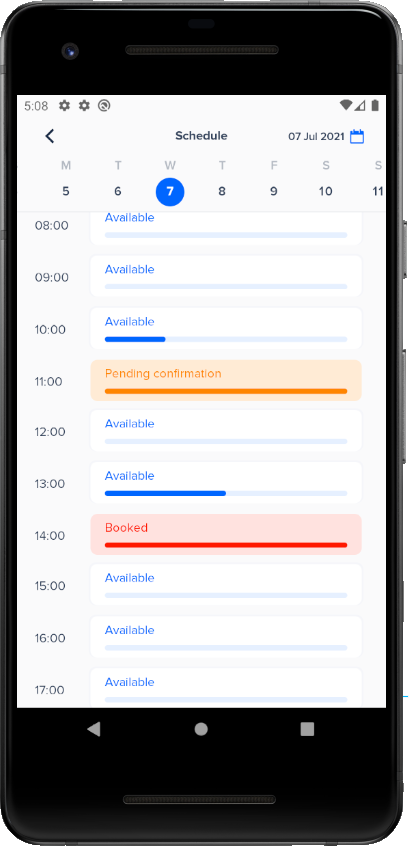 5:08
Schedule 07 Jul 2021
M T W T F S S
5 6 7 8 9 10 11
08:00 Available
09:00 Available
10:00 Available
11:00 Pending confirmation
12:00 Available
13:00 Available
14:00 Booked
15:00 Available
16:00 Available
17:00 Available